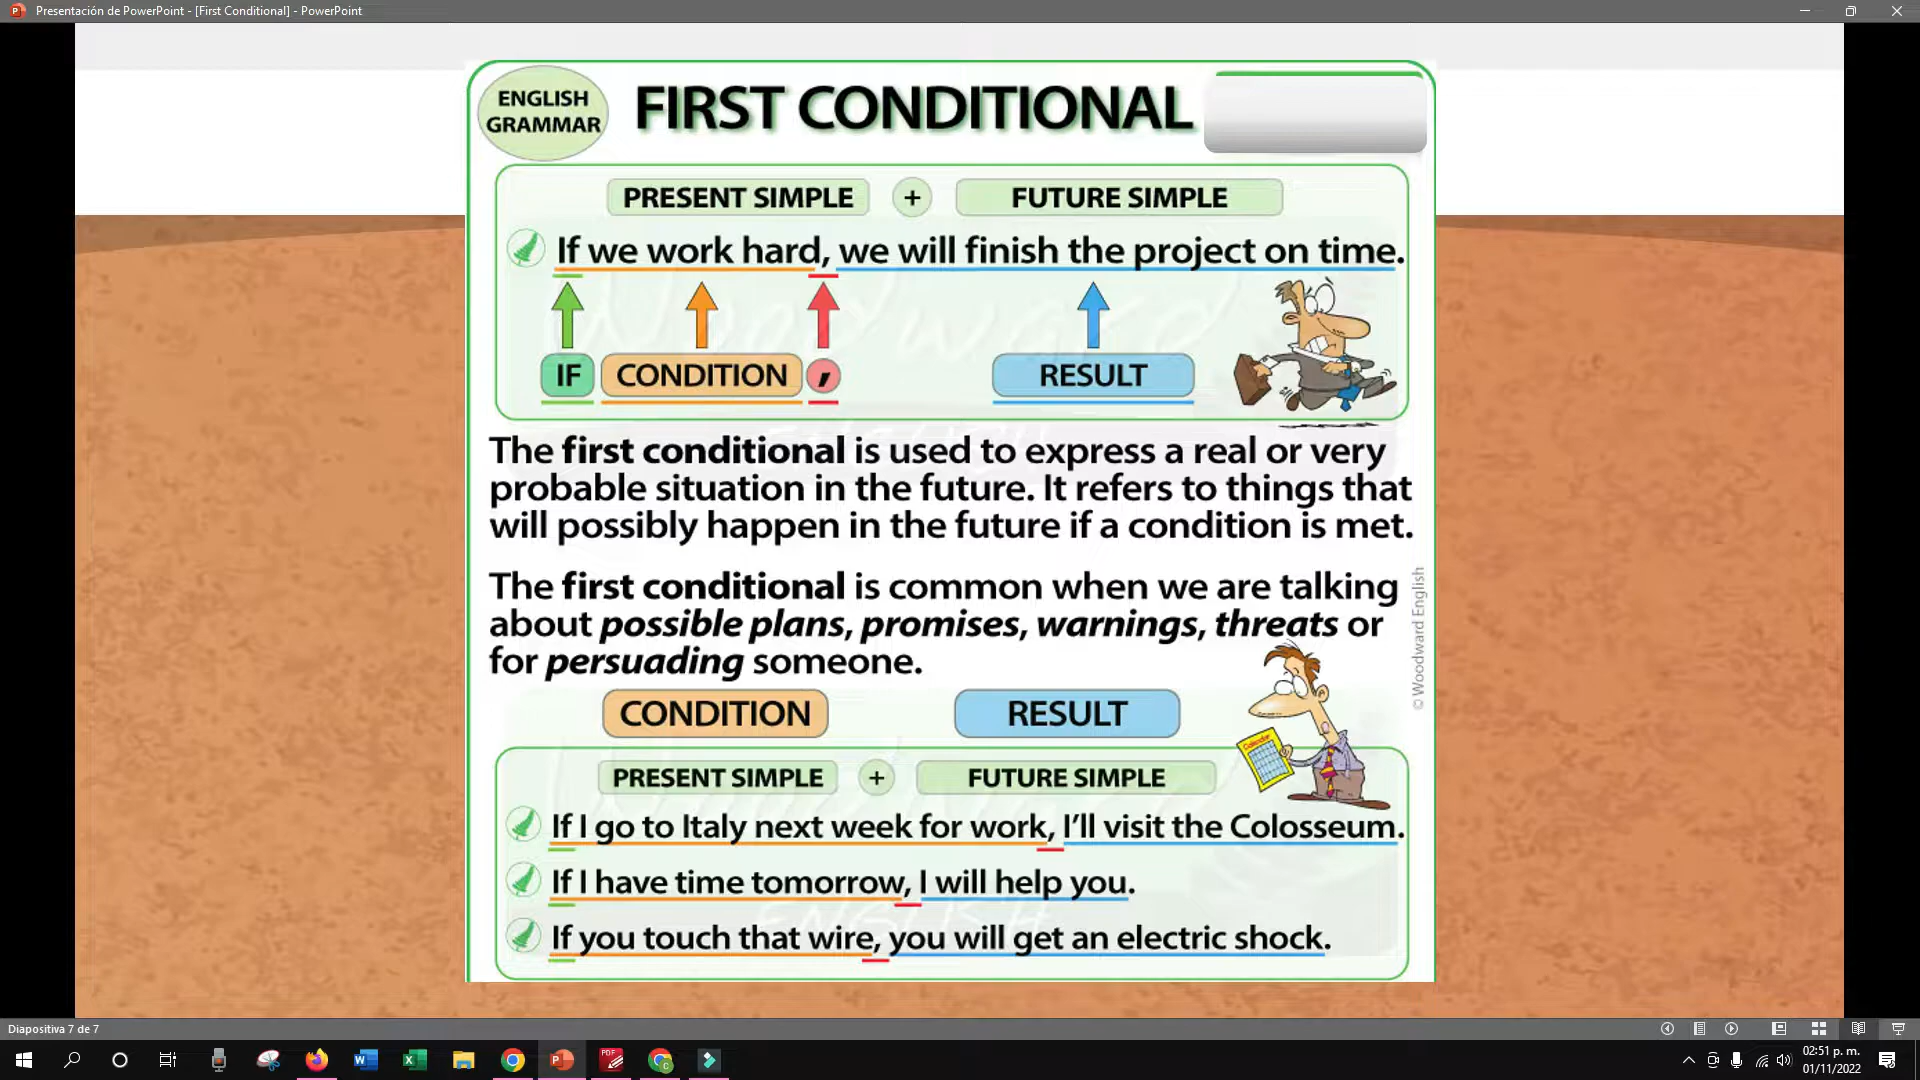 Presentación de PowerPoint - [First Conditional] - PowerPoint
ENGLISH
GRAMMAR
FIRST CONDITIONAL
PRESENT SIMPLE + FUTURE SIMPLE
If we work hard, we will finish the project on time.
IF CONDITION , RESULT
The first conditional is used to express a real or very
probable situation in the future. It refers to things that
will possibly happen in the future if a condition is met.
The first conditional is common when we are talking
about possible plans, promises, warnings, threats or
for persuading someone.
© Woodward English
CONDITION RESULT
Calendar
PRESENT SIMPLE + FUTURE SIMPLE
If I go to Italy next week for work, I'll visit the Colosseum.
If I have time tomorrow, I will help you.
If you touch that wire, you will get an electric shock.
Diapositiva 7 de 7
02:51 p. m.
01/11/2022